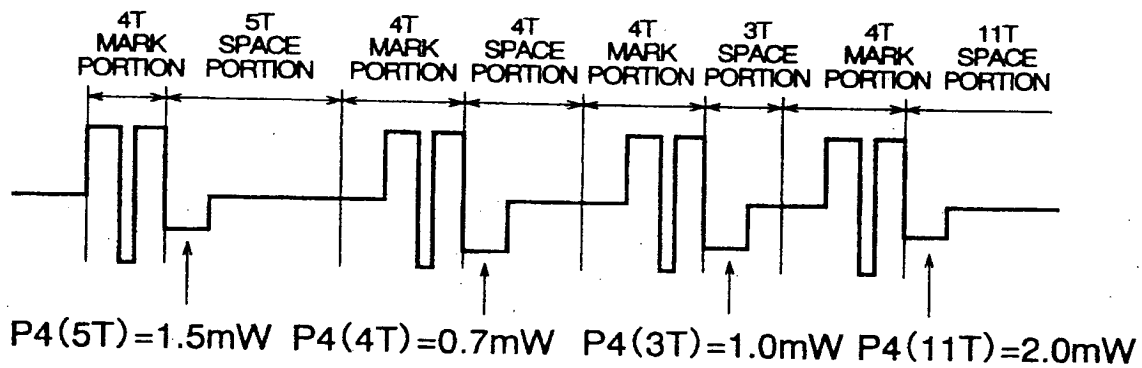 4T
MARK
PORTION
5T
SPACE
PORTION
4T
MARK
PORTION
4T
SPACE
PORTION
4T
MARK
PORTION
3T
SPACE
PORTION
4T
MARK
PORTION
11T
SPACE
PORTION
P4(5T)=1.5mW P4(4T)=0.7mW P4(3T)=1.0mW P4(11T)=2.0mW